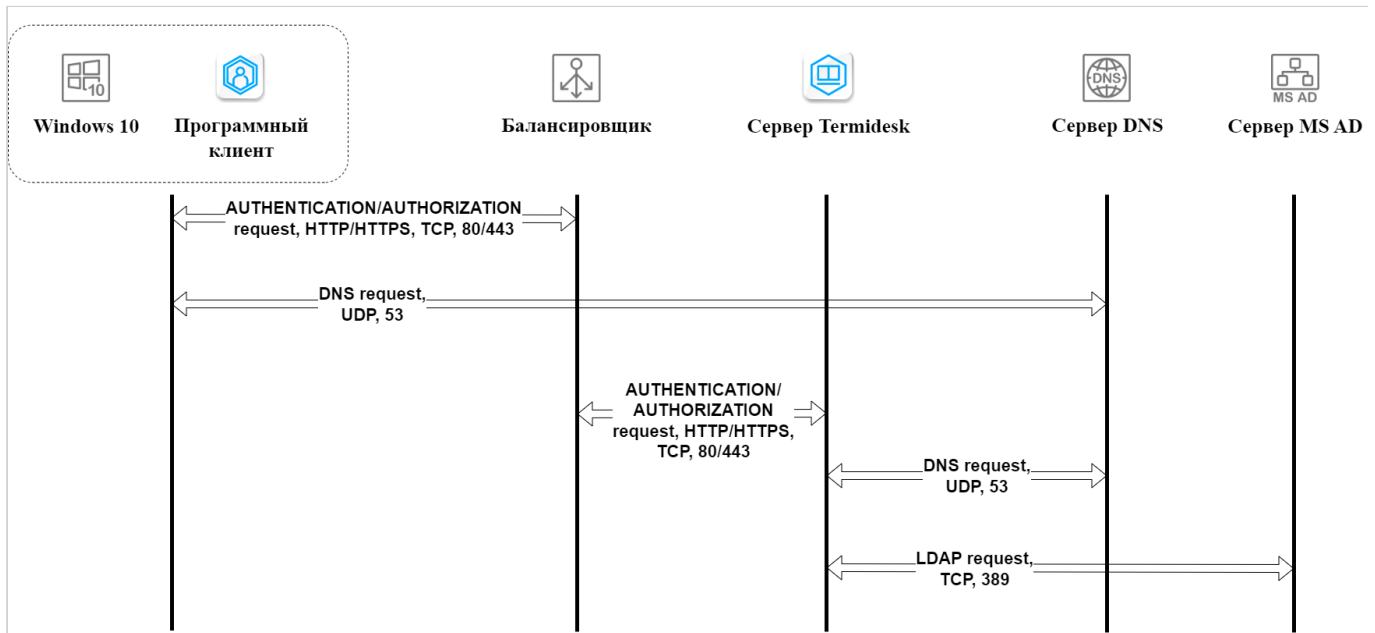 10
DNS
MS AD
Windows 10
Программный
клиент
Балансировщик
Сервер Termidesk
Сервер DNS
Сервер MS AD
AUTHENTICATION/AUTHORIZATION
request, HTTP/HTTPS, TCP, 80/443
DNS request,
UDP, 53
AUTHENTICATION/
AUTHORIZATION
request, HTTP/HTTPS,
TCP, 80/443
DNS request,
UDP, 53
LDAP request,
TCP, 389